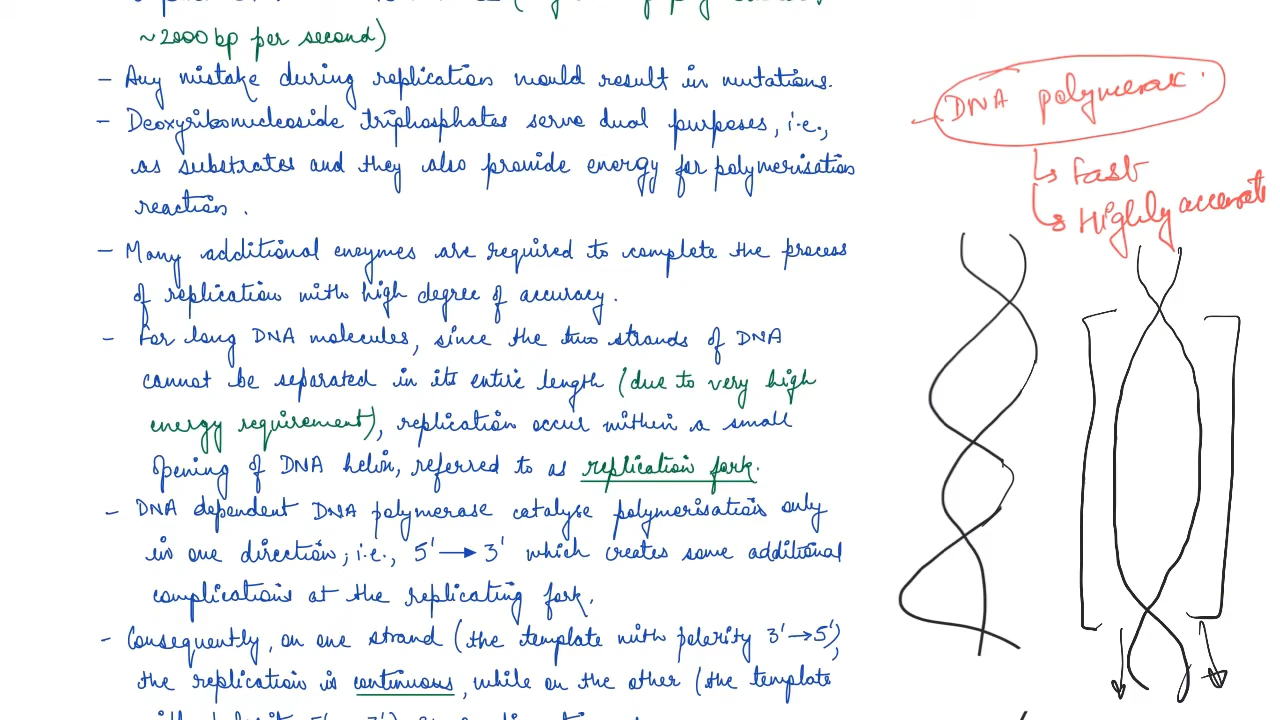 ~ 2000 bp per second)
- Any mistake during replication would result in mutations.
- Deoxyribonucleoside triphosphates serve dual purposes, i.e.,
as substrates and they also provide energy for polymerisation
reaction.
- Many additional enzymes are required to complete the process
of replication with high degree of accuracy.
- For long DNA molecules, since the two strands of DNA
cannot be separated in its entire length (due to very high
energy requirement), replication occur within a small
opening of DNA helix, referred to as replication fork.
- DNA dependent DNA polymerase catalyse polymerisation only
in one direction, i.e., 5' → 3' which creates some additional
complications at the replicating fork.
- Consequently, on one strand (the template with polarity 3' → 5'),
the replication is continuous, while on the other (the template
DNA polymerase
↳ Fast
↳ Highly accurate